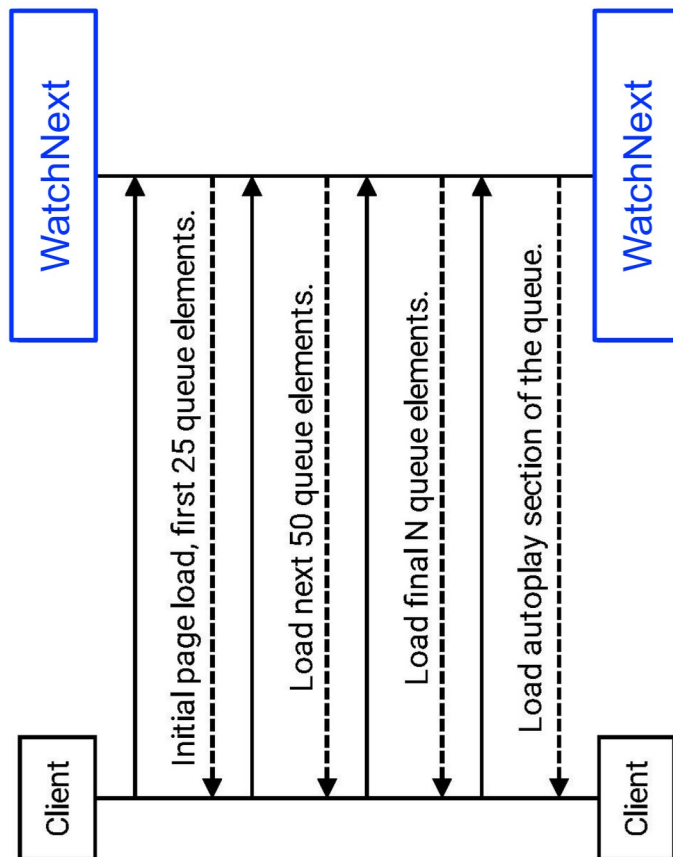 Client
WatchNext
Initial page load, first 25 queue elements.
Load next 50 queue elements.
Load final N queue elements.
Load autoplay section of the queue.
Client
WatchNext